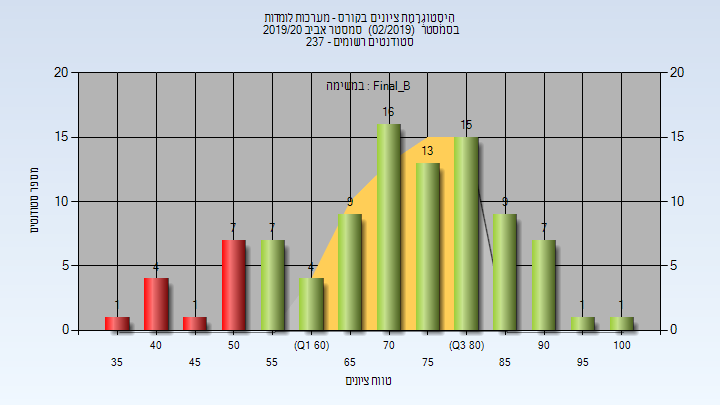 היסטוגרמת ציונים בקורס - מערכות לומדות
בסמסטר (02/2019) סמסטר אביב 2019/20
סטודנטים רשומים - 237
במשימה : Final_B
20 20
15 15
10 10
5 5
0 0
1 4 1 7 7 4 9 16 13 15 9 7 1 1
מספר סטודנטים
40 50 (Q1 60) 70 (Q3 80) 90 100
35 45 55 65 75 85 95
טווח ציונים